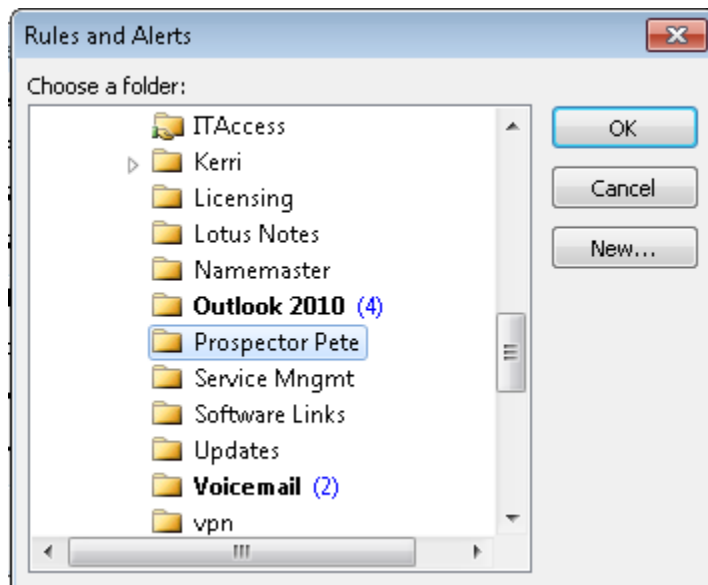 Rules and Alerts
Choose a folder:
ITAccess
OK
Kerri
Licensing
Cancel
Lotus Notes
Namemaster
New...
Outlook 2010 (4)
Prospector Pete
Service Mngmt
Software Links
Updates
Voicemail (2)
vpn